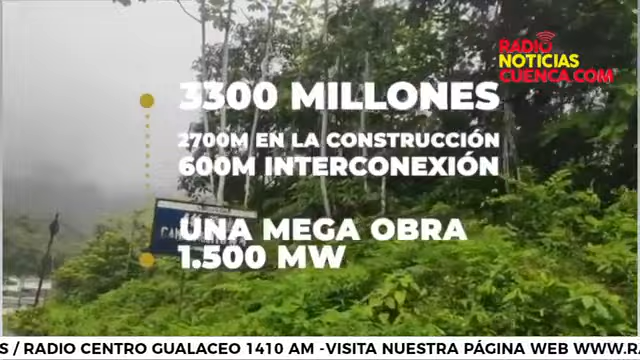 RADIO
NOTICIAS
CUENCA.COM
3300 MILLONES
2700M EN LA CONSTRUCCIÓN
600M INTERCONEXIÓN
UNA MEGA OBRA
1.500 MW
S / RADIO CENTRO GUALACEO 1410 AM -VISITA NUESTRA PÁGINA WEB WWW.RA